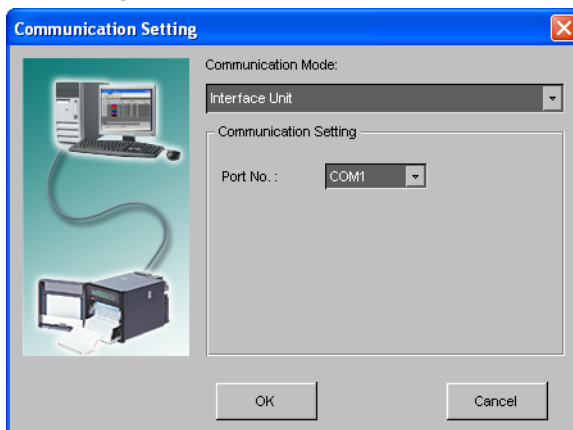 Communication Setting
Communication Mode:
Interface Unit
Communication Setting
Port No. :
COM1
OK
Cancel